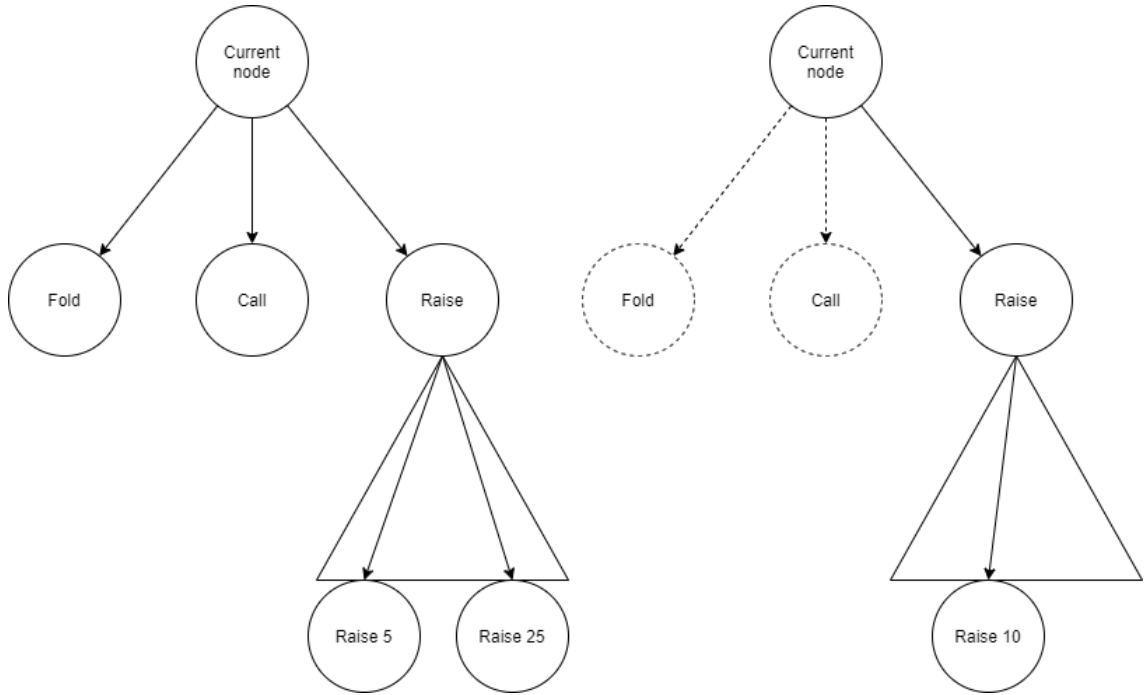 Current
node
Current
node
Fold
Call
Raise
Fold
Call
Raise
Raise 5
Raise 25
Raise 10